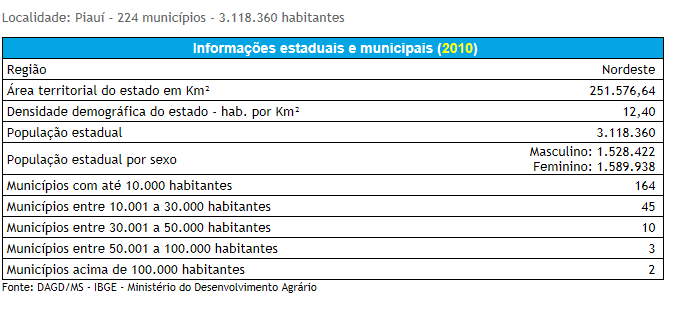 Localidade: Piauí - 224 municípios - 3.118.360 habitantes
Informações estaduais e municipais (2010)
Região Nordeste
Área territorial do estado em Km² 251.576,64
Densidade demográfica do estado - hab. por Km² 12,40
População estadual 3.118.360
População estadual por sexo Masculino: 1.528.422
Feminino: 1.589.938
Municípios com até 10.000 habitantes 164
Municípios entre 10.001 a 30.000 habitantes 45
Municípios entre 30.001 a 50.000 habitantes 10
Municípios entre 50.001 a 100.000 habitantes 3
Municípios acima de 100.000 habitantes 2
Fonte: DAGD/MS - IBGE - Ministério do Desenvolvimento Agrário